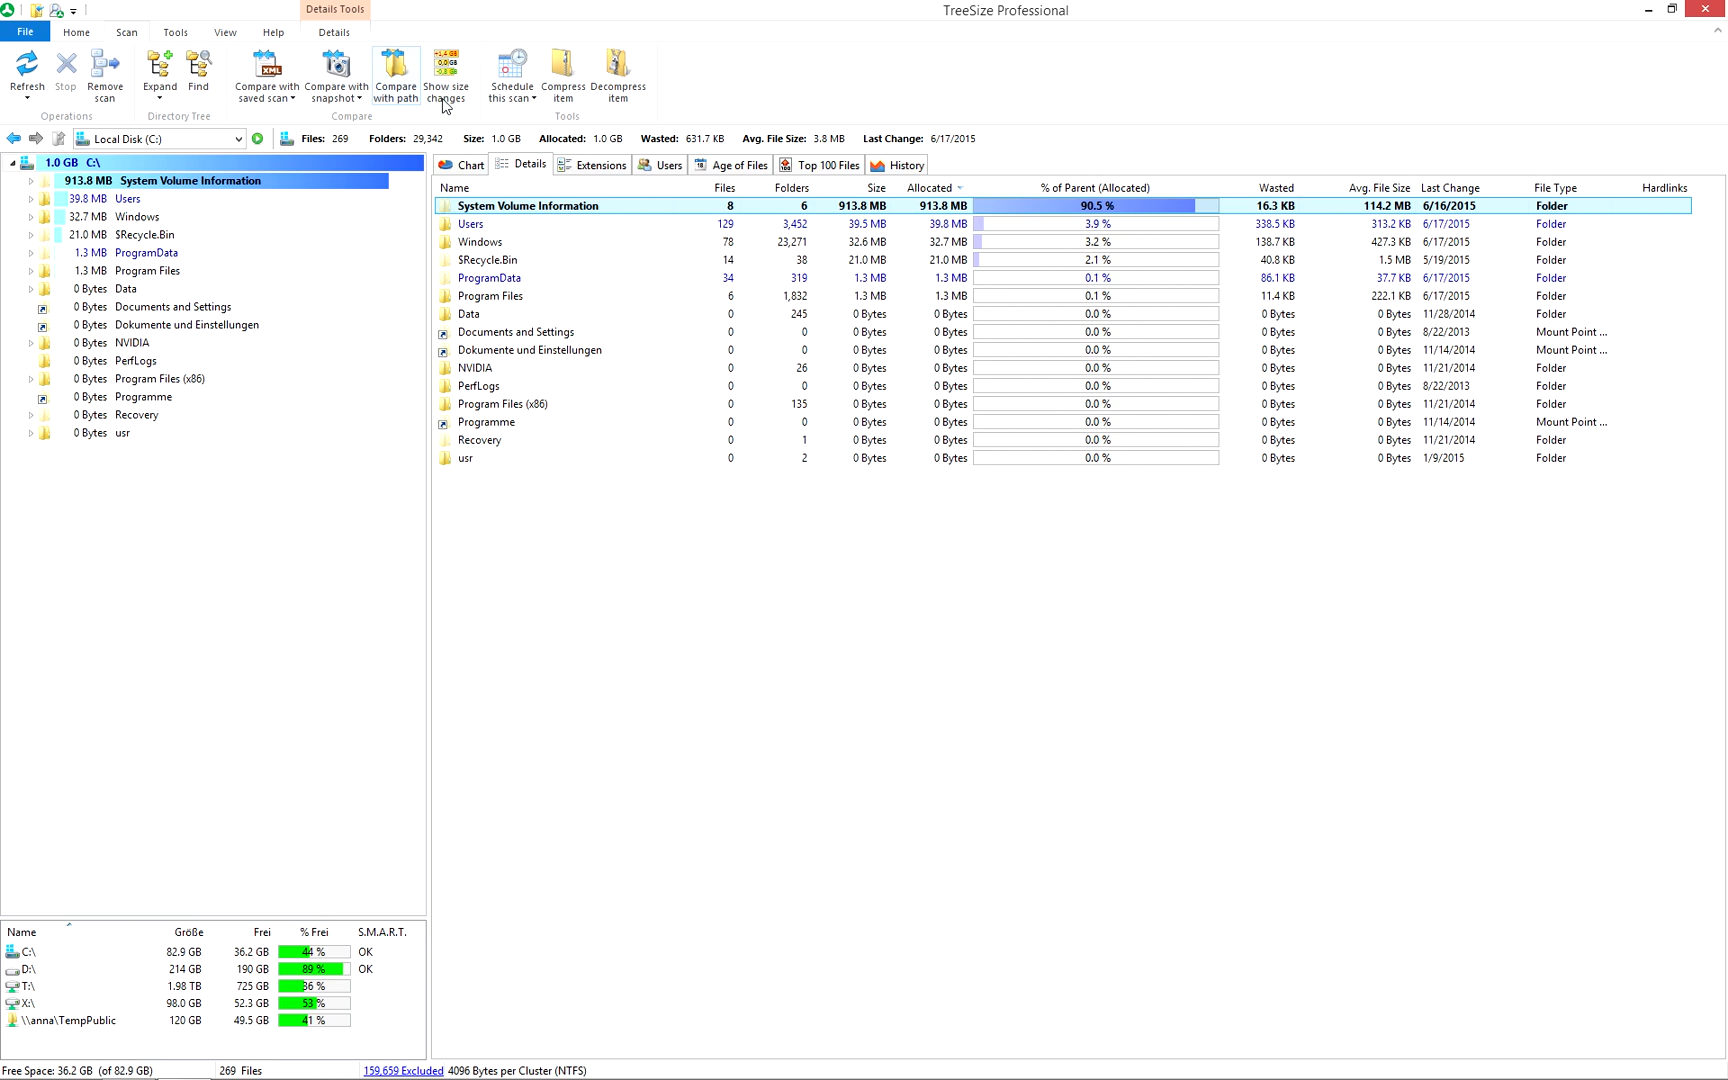 Details Tools
TreeSize Professional
File Home Scan Tools View Help Details
Refresh Stop Remove scan Expand Find Compare with saved scan Compare with snapshot Compare with path Show size changes Schedule this scan Compress item Decompress item
Operations Directory Tree Compare Tools
Local Disk (C:) Files: 269 Folders: 29,342 Size: 1.0 GB Allocated: 1.0 GB Wasted: 631.7 KB Avg. File Size: 3.8 MB Last Change: 6/17/2015
1.0 GB C:\
913.8 MB System Volume Information
39.8 MB Users
32.7 MB Windows
21.0 MB $Recycle.Bin
1.3 MB ProgramData
1.3 MB Program Files
0 Bytes Data
0 Bytes Documents and Settings
0 Bytes Dokumente und Einstellungen
0 Bytes NVIDIA
0 Bytes PerfLogs
0 Bytes Program Files (x86)
0 Bytes Programme
0 Bytes Recovery
0 Bytes usr
Chart Details Extensions Users Age of Files Top 100 Files History
Name Files Folders Size Allocated % of Parent (Allocated) Wasted Avg. File Size Last Change File Type Hardlinks
System Volume Information 8 6 913.8 MB 913.8 MB 90.5 % 16.3 KB 114.2 MB 6/16/2015 Folder
Users 129 3,452 39.5 MB 39.8 MB 3.9 % 338.5 KB 313.2 KB 6/17/2015 Folder
Windows 78 23,271 32.6 MB 32.7 MB 3.2 % 138.7 KB 427.3 KB 6/17/2015 Folder
$Recycle.Bin 14 38 21.0 MB 21.0 MB 2.1 % 40.8 KB 1.5 MB 5/19/2015 Folder
ProgramData 34 319 1.3 MB 1.3 MB 0.1 % 86.1 KB 37.7 KB 6/17/2015 Folder
Program Files 6 1,832 1.3 MB 1.3 MB 0.1 % 11.4 KB 222.1 KB 6/17/2015 Folder
Data 0 245 0 Bytes 0 Bytes 0.0 % 0 Bytes 0 Bytes 11/28/2014 Folder
Documents and Settings 0 0 0 Bytes 0 Bytes 0.0 % 0 Bytes 0 Bytes 8/22/2013 Mount Point ...
Dokumente und Einstellungen 0 0 0 Bytes 0 Bytes 0.0 % 0 Bytes 0 Bytes 11/14/2014 Mount Point ...
NVIDIA 0 26 0 Bytes 0 Bytes 0.0 % 0 Bytes 0 Bytes 11/21/2014 Folder
PerfLogs 0 0 0 Bytes 0 Bytes 0.0 % 0 Bytes 0 Bytes 8/22/2013 Folder
Program Files (x86) 0 135 0 Bytes 0 Bytes 0.0 % 0 Bytes 0 Bytes 11/21/2014 Folder
Programme 0 0 0 Bytes 0 Bytes 0.0 % 0 Bytes 0 Bytes 11/14/2014 Mount Point ...
Recovery 0 1 0 Bytes 0 Bytes 0.0 % 0 Bytes 0 Bytes 11/21/2014 Folder
usr 0 2 0 Bytes 0 Bytes 0.0 % 0 Bytes 0 Bytes 1/9/2015 Folder
Name Größe Frei % Frei S.M.A.R.T.
C:\ 82.9 GB 36.2 GB 44 % OK
D:\ 214 GB 190 GB 89 % OK
T:\ 1.98 TB 725 GB 36 %
X:\ 98.0 GB 52.3 GB 53 %
\\anna\TempPublic 120 GB 49.5 GB 41 %
Free Space: 36.2 GB (of 82.9 GB) 269 Files 159,659 Excluded 4096 Bytes per Cluster (NTFS)